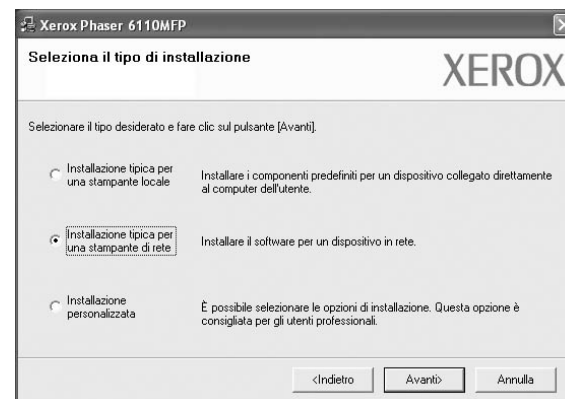 Xerox Phaser 6110MFP
Seleziona il tipo di installazione
XEROX
Selezionare il tipo desiderato e fare clic sul pulsante [Avanti].
Installazione tipica per
una stampante locale
Installare i componenti predefiniti per un dispositivo collegato direttamente
al computer dell'utente.
Installazione tipica per
una stampante di rete
Installare il software per un dispositivo in rete.
Installazione
personalizzata
È possibile selezionare le opzioni di installazione. Questa opzione è
consigliata per gli utenti professionali.
<Indietro
Avanti>
Annulla